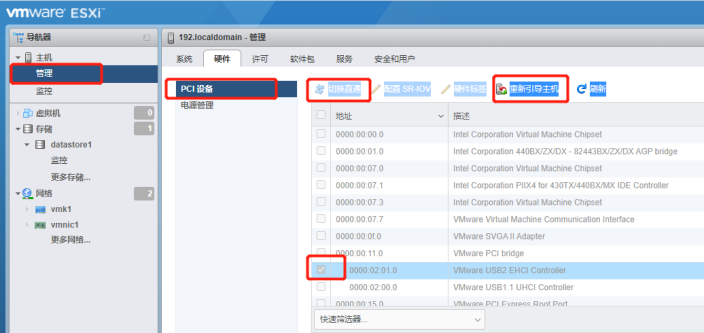 vmware ESXi™
导航器
主机
管理
监控
虚拟机 0
存储 1
datastore1
监控
更多存储...
网络 2
vmk1
vmnic1
更多网络...
192.localdomain - 管理
系统 硬件 许可 软件包 服务 安全和用户
PCI 设备
电源管理
切换直通 配置 SR-IOV 硬件标签 重新引导主机 刷新
地址 描述
0000:00:00.0 Intel Corporation Virtual Machine Chipset
0000:00:01.0 Intel Corporation 440BX/ZX/DX - 82443BX/ZX/DX AGP bridge
0000:00:07.0 Intel Corporation Virtual Machine Chipset
0000:00:07.1 Intel Corporation PIIX4 for 430TX/440BX/MX IDE Controller
0000:00:07.3 Intel Corporation Virtual Machine Chipset
0000:00:07.7 VMware Virtual Machine Communication Interface
0000:00:0f.0 VMware SVGA II Adapter
0000:00:11.0 VMware PCI bridge
0000:02:01.0 VMware USB2 EHCI Controller
0000:02:00.0 VMware USB1.1 UHCI Controller
0000:00:15.0 VMware PCI Express Root Port
快速筛选器...